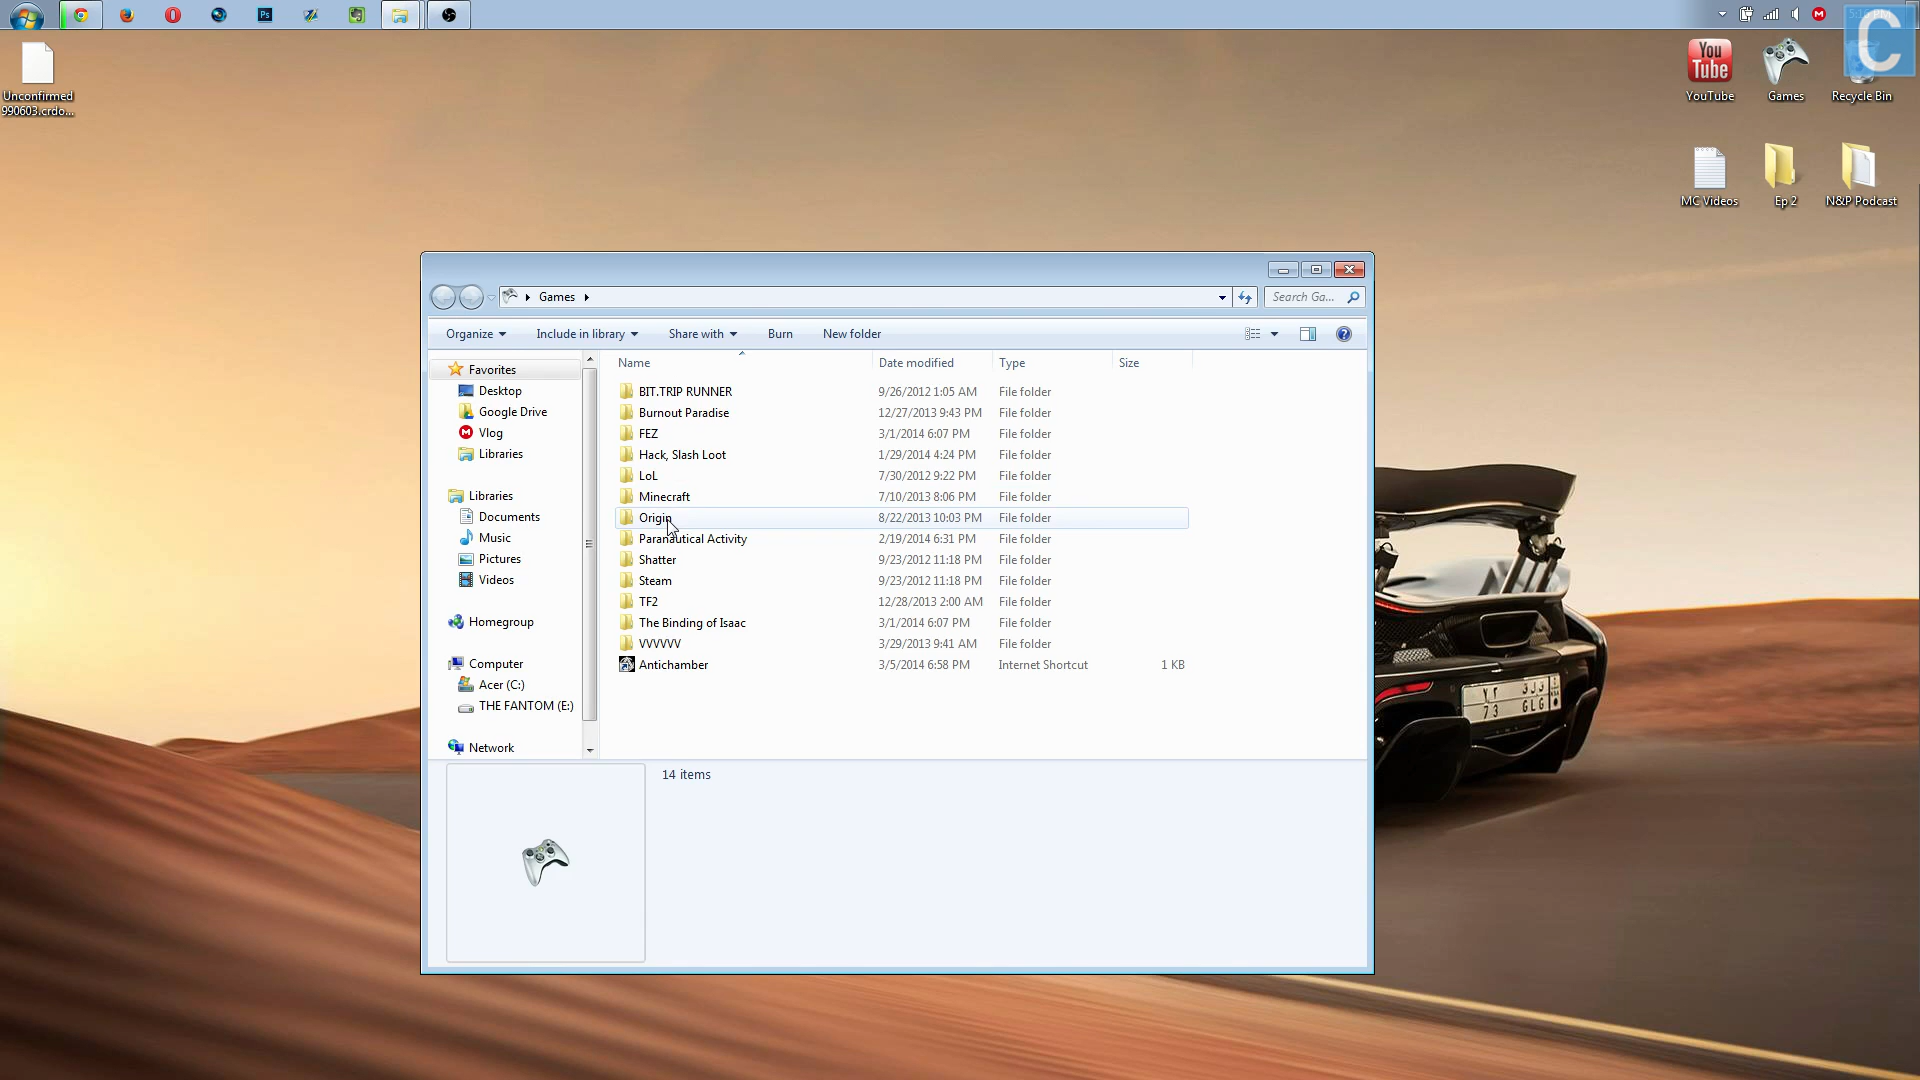 Ps
M
5:16 PM
C
Unconfirmed
990603.crdo...
You
Tube
YouTube
Games
Recycle Bin
MC Videos
Ep 2
N&P Podcast
Games
Search Ga...
Organize
Include in library
Share with
Burn
New folder
Favorites
Desktop
Google Drive
Vlog
Libraries
Libraries
Documents
Music
Pictures
Videos
Homegroup
Computer
Acer (C:)
THE FANTOM (E:)
Network
Name Date modified Type Size
BIT.TRIP RUNNER 9/26/2012 1:05 AM File folder
Burnout Paradise 12/27/2013 9:43 PM File folder
FEZ 3/1/2014 6:07 PM File folder
Hack, Slash Loot 1/29/2014 4:24 PM File folder
LoL 7/30/2012 9:22 PM File folder
Minecraft 7/10/2013 8:06 PM File folder
Origin 8/22/2013 10:03 PM File folder
Paranautical Activity 2/19/2014 6:31 PM File folder
Shatter 9/23/2012 11:18 PM File folder
Steam 9/23/2012 11:18 PM File folder
TF2 12/28/2013 2:00 AM File folder
The Binding of Isaac 3/1/2014 6:07 PM File folder
VVVVVV 3/29/2013 9:41 AM File folder
Antichamber 3/5/2014 6:58 PM Internet Shortcut 1 KB
14 items
73 GLG